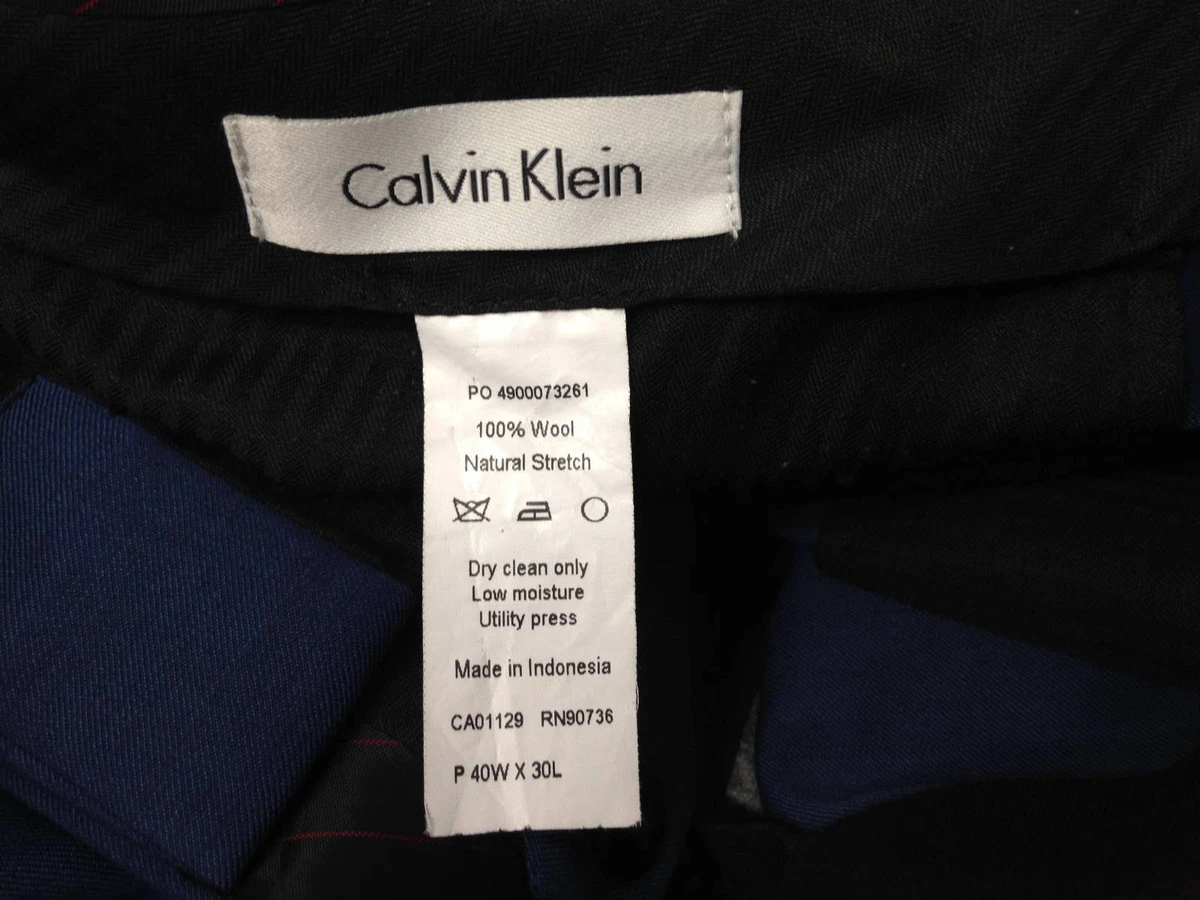 Calvin Klein
PO 4900073261
100% Wool
Natural Stretch
Dry clean only
Low moisture
Utility press
Made in Indonesia
CA01129 RN90736
P 40W X 30L